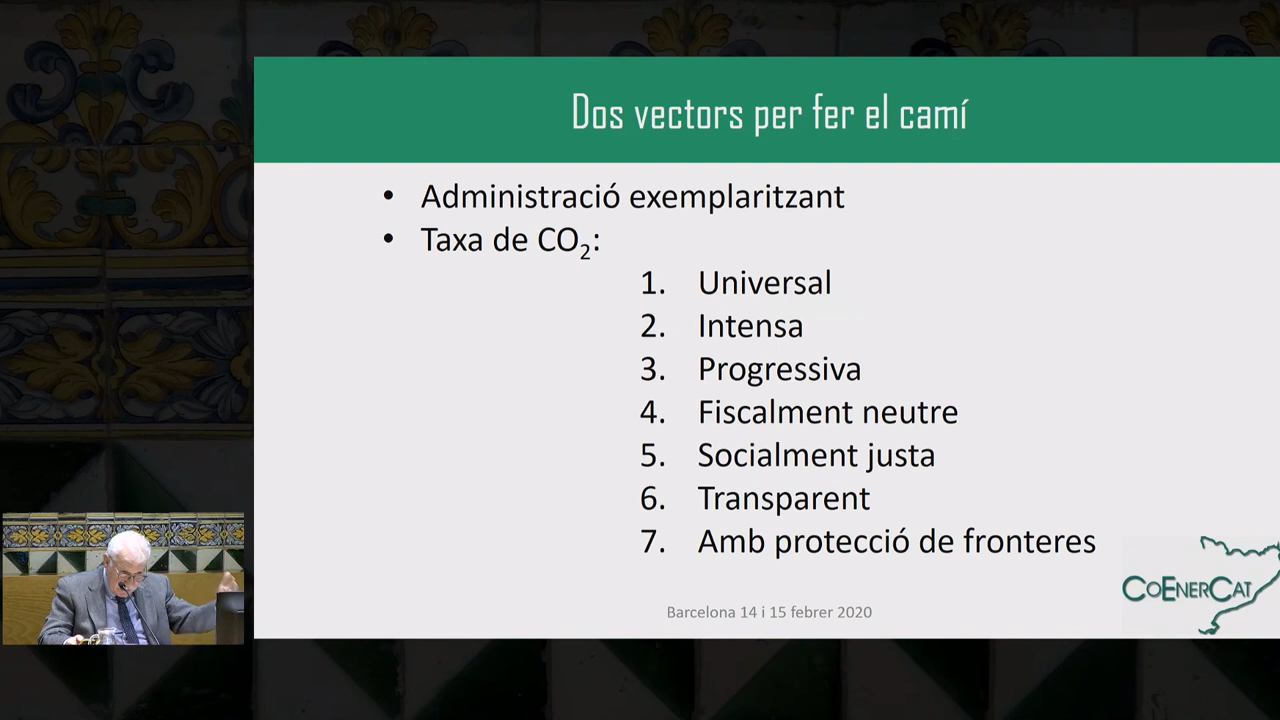 Dos vectors per fer el camí
• Administració exemplaritzant
• Taxa de CO₂:
1. Universal
2. Intensa
3. Progressiva
4. Fiscalment neutre
5. Socialment justa
6. Transparent
7. Amb protecció de fronteres
COENERCAT
Barcelona 14 i 15 febrer 2020